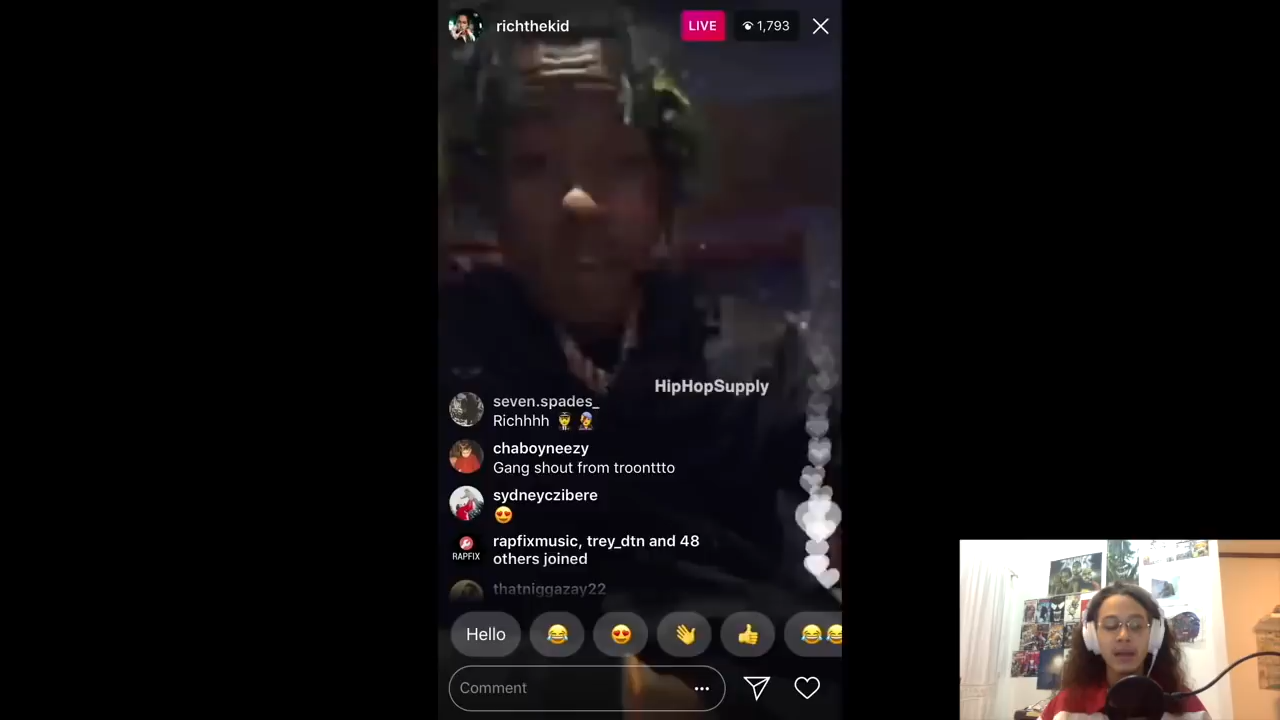 richthekid
LIVE
1,793
HipHopSupply
seven.spades_
Richhhh
chaboyneezy
Gang shout from troonttto
sydneyczibere
😍
RAPFIX
rapfixmusic, trey_dtn and 48
others joined
thatniggazay22
Hello
Comment